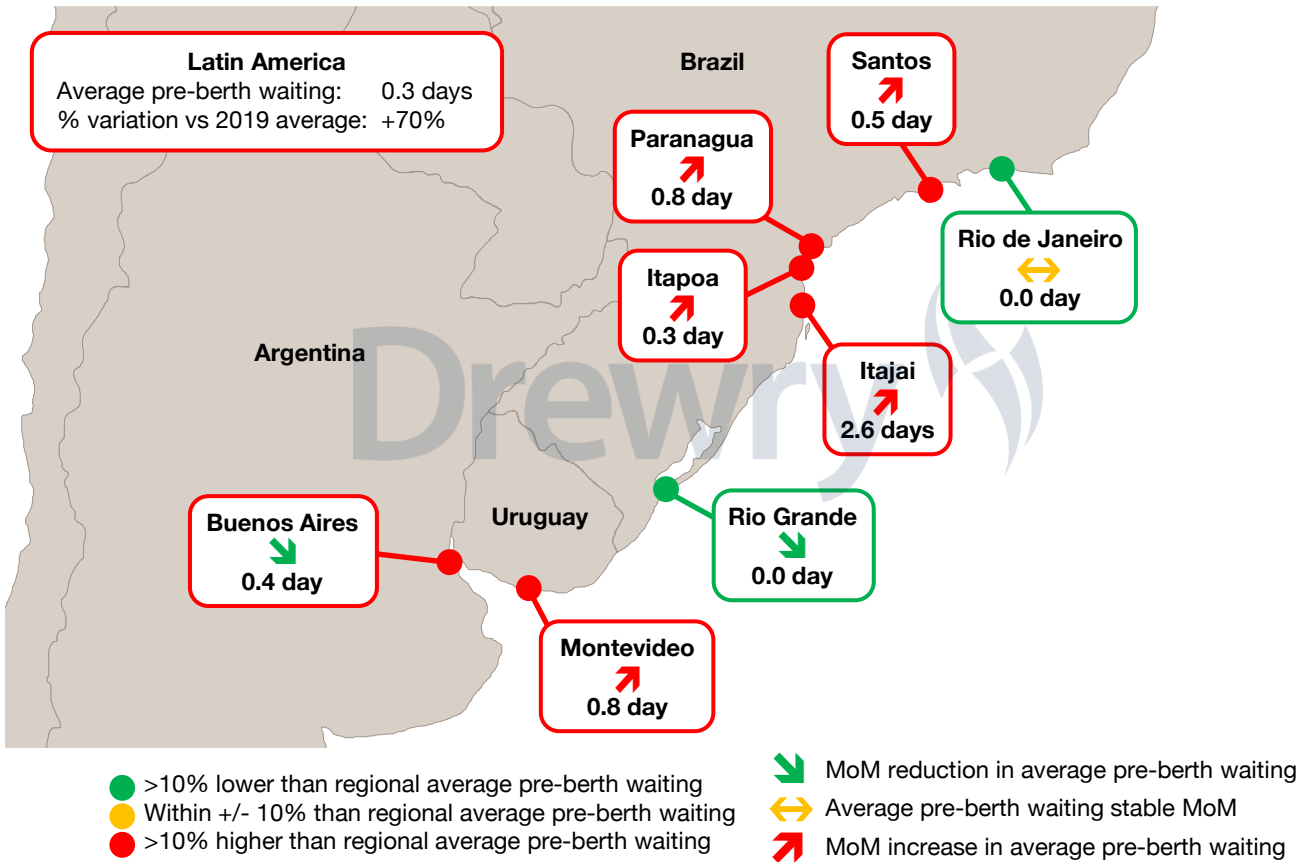 Latin America
Average pre-berth waiting: 0.3 days
% variation vs 2019 average: +70%
Brazil
Santos
0.5 day
Paranagua
0.8 day
Rio de Janeiro
0.0 day
Itapoa
0.3 day
Argentina
Drewry
Itajai
2.6 days
Buenos Aires
0.4 day
Uruguay
Rio Grande
0.0 day
Montevideo
0.8 day
>10% lower than regional average pre-berth waiting
Within +/- 10% than regional average pre-berth waiting
>10% higher than regional average pre-berth waiting
MoM reduction in average pre-berth waiting
Average pre-berth waiting stable MoM
MoM increase in average pre-berth waiting